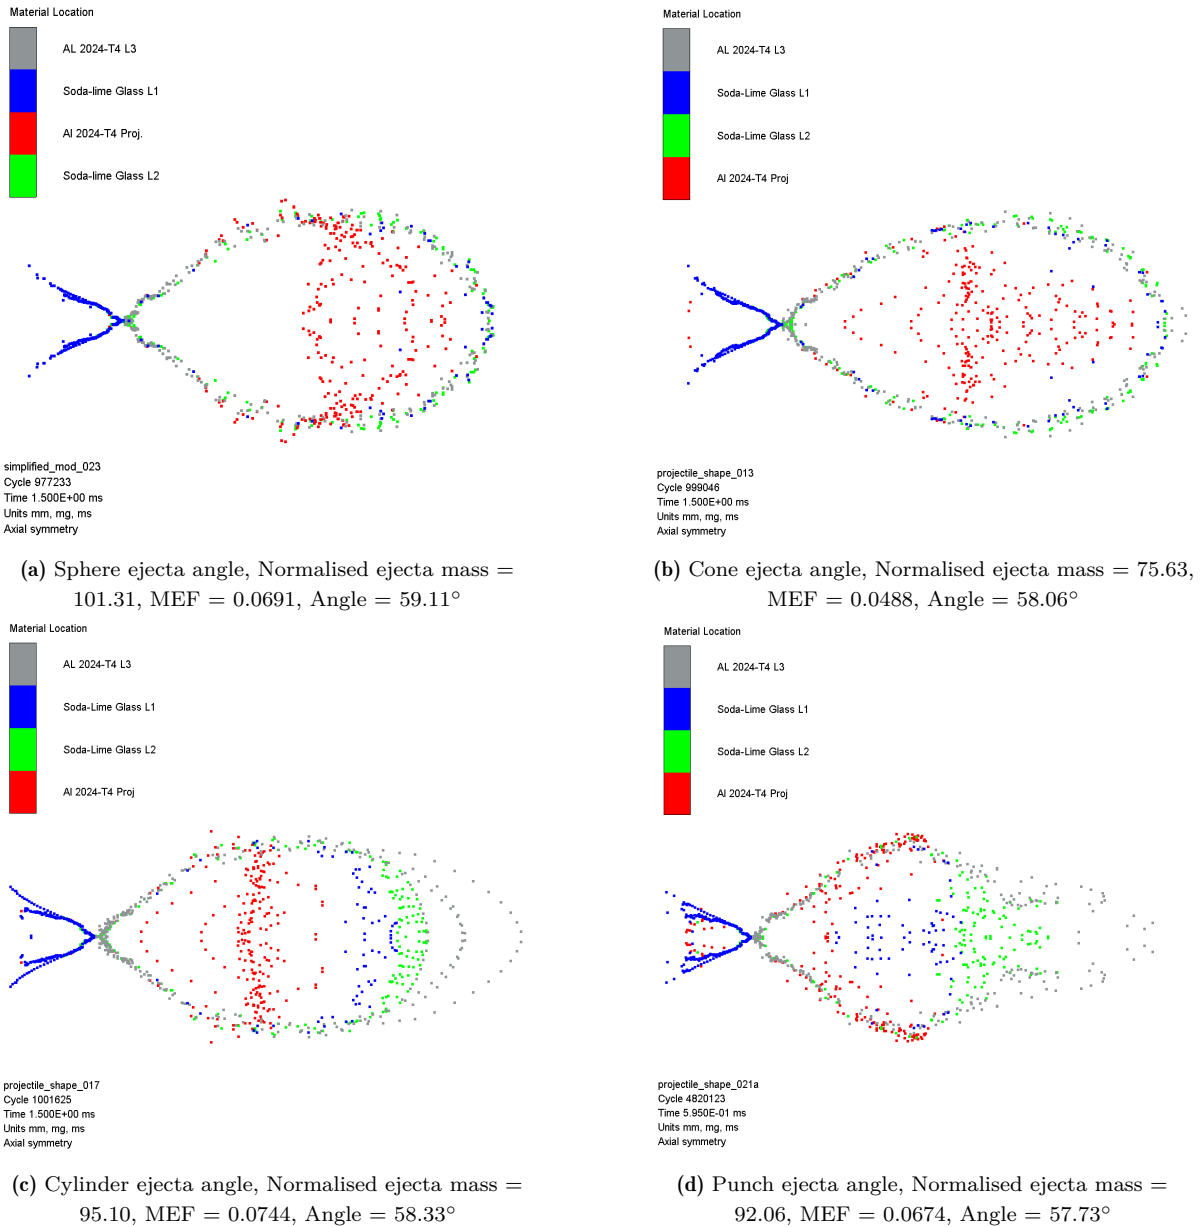 Material Location
AL 2024-T4 L3
Soda-lime Glass L1
Al 2024-T4 Proj.
Soda-lime Glass L2
simplified_mod_023
Cycle 977233
Time 1.500E+00 ms
Units mm, mg, ms
Axial symmetry
(a) Sphere ejecta angle, Normalised ejecta mass =
101.31, MEF = 0.0691, Angle = 59.11°
Material Location
AL 2024-T4 L3
Soda-Lime Glass L1
Soda-Lime Glass L2
Al 2024-T4 Proj
projectile_shape_013
Cycle 999046
Time 1.500E+00 ms
Units mm, mg, ms
Axial symmetry
(b) Cone ejecta angle, Normalised ejecta mass = 75.63,
MEF = 0.0488, Angle = 58.06°
Material Location
AL 2024-T4 L3
Soda-Lime Glass L1
Soda-Lime Glass L2
Al 2024-T4 Proj
projectile_shape_017
Cycle 1001625
Time 1.500E+00 ms
Units mm, mg, ms
Axial symmetry
(c) Cylinder ejecta angle, Normalised ejecta mass =
95.10, MEF = 0.0744, Angle = 58.33°
Material Location
AL 2024-T4 L3
Soda-Lime Glass L1
Soda-Lime Glass L2
Al 2024-T4 Proj
projectile_shape_021a
Cycle 4820123
Time 5.950E-01 ms
Units mm, mg, ms
Axial symmetry
(d) Punch ejecta angle, Normalised ejecta mass =
92.06, MEF = 0.0674, Angle = 57.73°